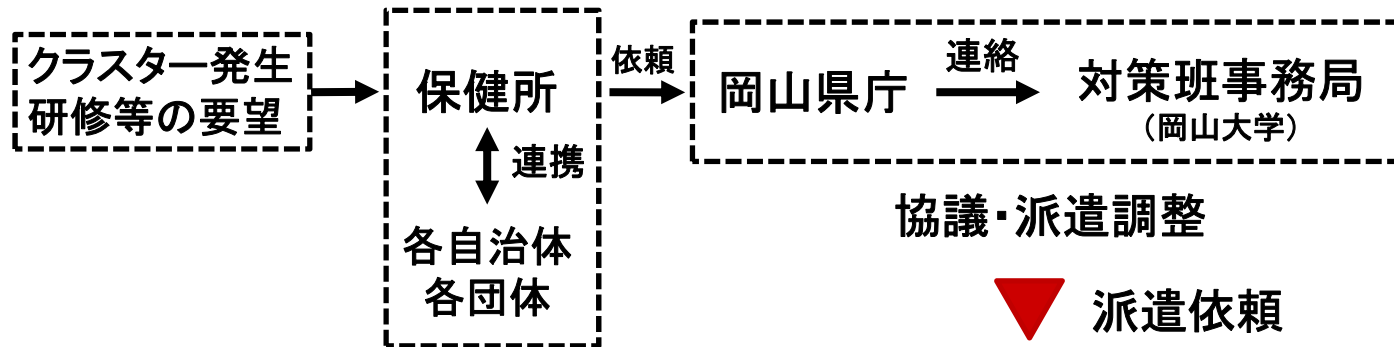 クラスター発生
研修等の要望
保健所
連携
各自治体
各団体
依頼
岡山県庁
連絡
対策班事務局
（岡山大学）
協議・派遣調整
派遣依頼